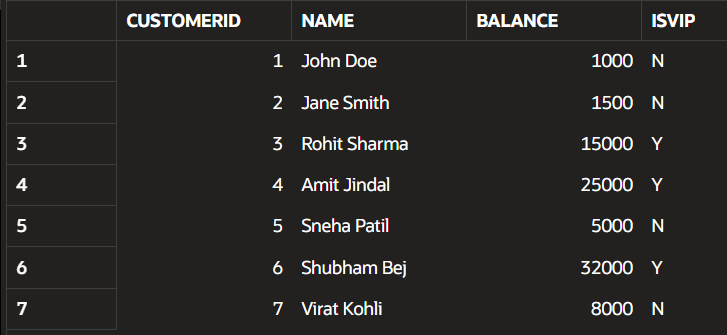 CUSTOMERID NAME BALANCE ISVIP
1 1 John Doe 1000 N
2 2 Jane Smith 1500 N
3 3 Rohit Sharma 15000 Y
4 4 Amit Jindal 25000 Y
5 5 Sneha Patil 5000 N
6 6 Shubham Bej 32000 Y
7 7 Virat Kohli 8000 N